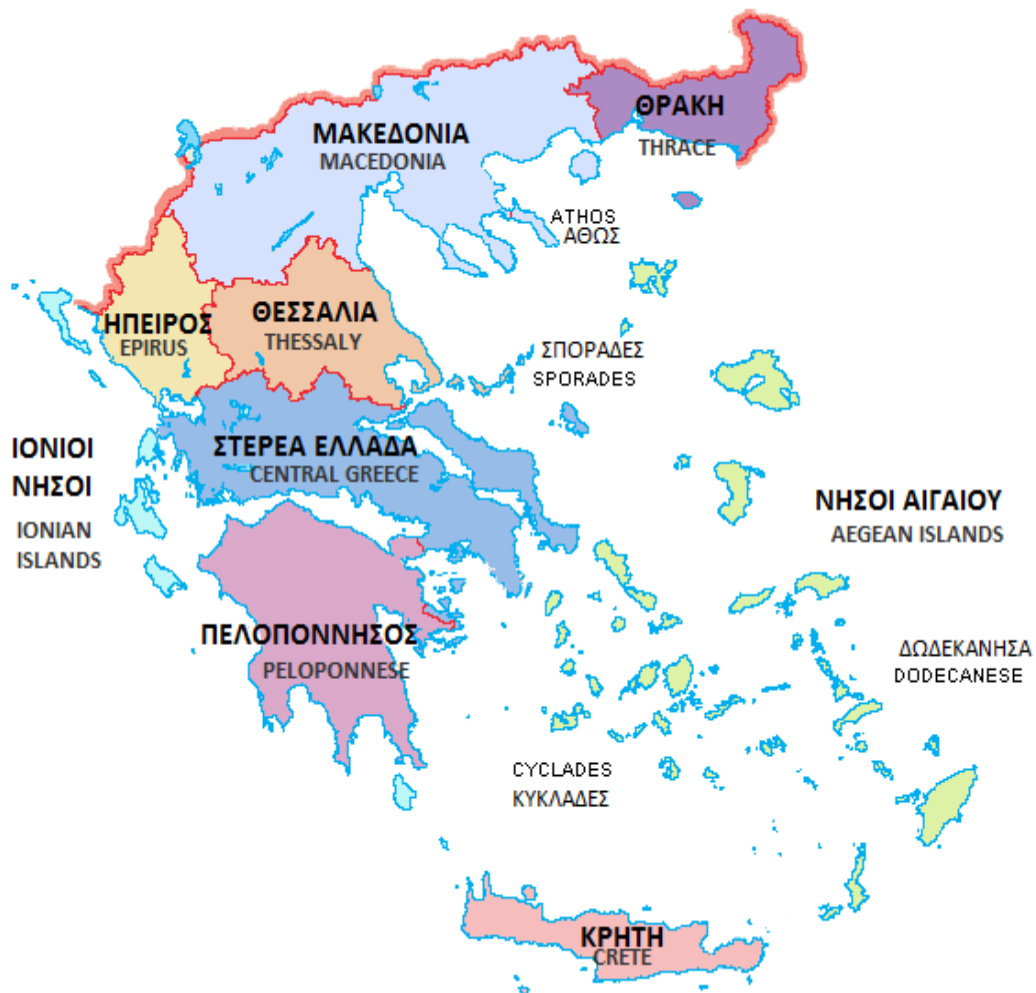 ΘΡΑΚΗ
THRACE
ΜΑΚΕΔΟΝΙΑ
MACEDONIA
ATHOS
ΑΘΩΣ
ΗΠΕΙΡΟΣ
EPIRUS
ΘΕΣΣΑΛΙΑ
THESSALY
ΣΠΟΡΑΔΕΣ
SPORADES
ΙΟΝΙΟΙ
ΝΗΣΟΙ
IONIAN
ISLANDS
ΣΤΕΡΕΑ ΕΛΛΑΔΑ
CENTRAL GREECE
ΝΗΣΟΙ ΑΙΓΑΙΟΥ
AEGEAN ISLANDS
ΠΕΛΟΠΟΝΝΗΣΟΣ
PELOPONNESE
ΔΩΔΕΚΑΝΗΣΑ
DODECANESE
CYCLADES
ΚΥΚΛΑΔΕΣ
ΚΡΗΤΗ
CRETE